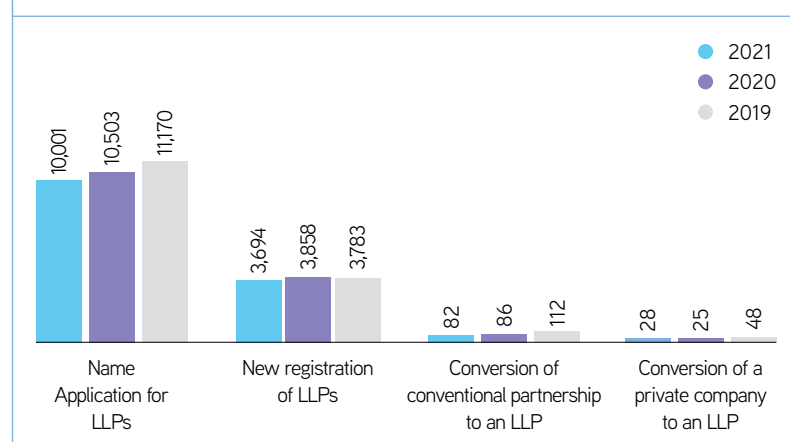 2021
2020
2019
10,001
10,503
11,170
3,694
3,858
3,783
82
86
112
28
25
48
Name
Application for
LLPs
New registration
of LLPs
Conversion of
conventional partnership
to an LLP
Conversion of a
private company
to an LLP